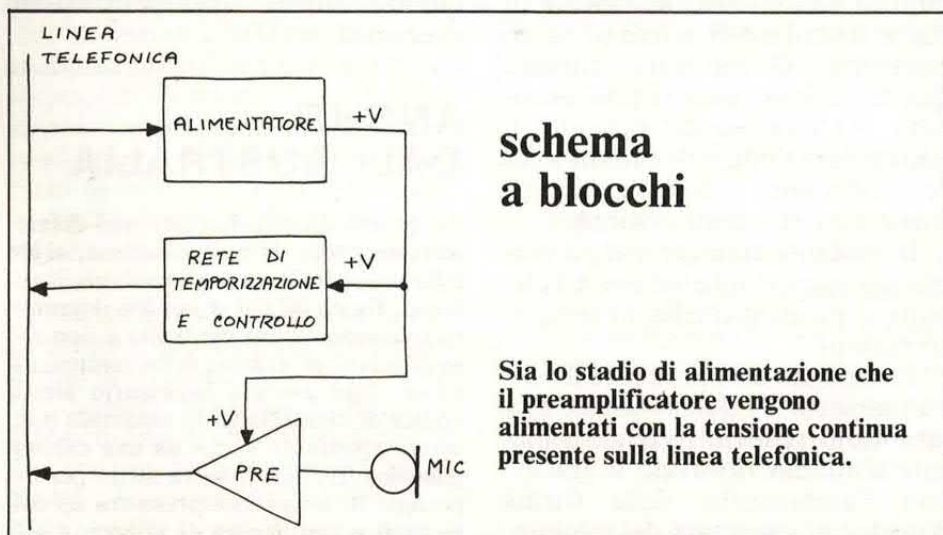 LINEA
TELEFONICA
ALIMENTATORE
+V
RETE DI
TEMPORIZZAZIONE
E CONTROLLO
+V
+V
PRE
MIC
schema
a blocchi
Sia lo stadio di alimentazione che
il preamplificatore vengono
alimentati con la tensione continua
presente sulla linea telefonica.